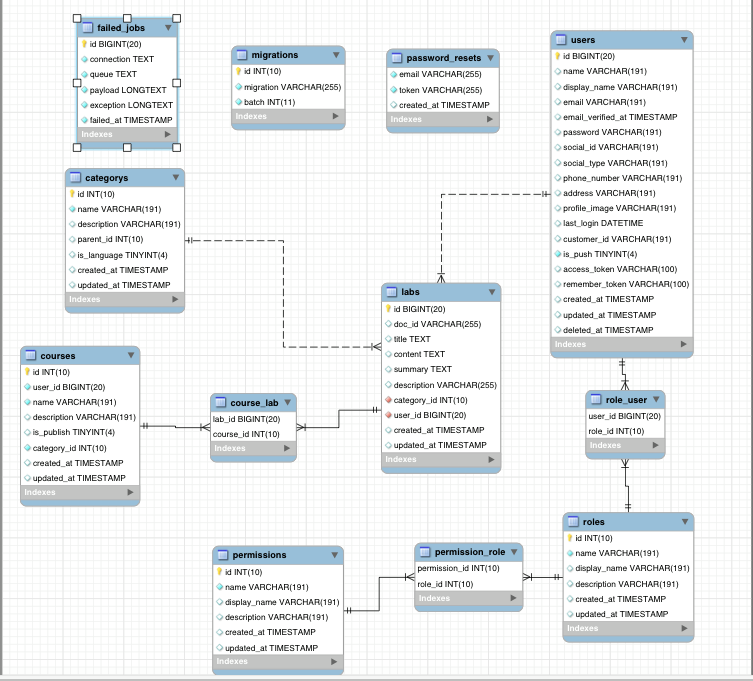 failed_jobs
id BIGINT(20)
connection TEXT
queue TEXT
payload LONGTEXT
exception LONGTEXT
failed_at TIMESTAMP
Indexes
migrations
id INT(10)
migration VARCHAR(255)
batch INT(11)
Indexes
password_resets
email VARCHAR(255)
token VARCHAR(255)
created_at TIMESTAMP
Indexes
users
id BIGINT(20)
name VARCHAR(191)
display_name VARCHAR(191)
email VARCHAR(191)
email_verified_at TIMESTAMP
password VARCHAR(191)
social_id VARCHAR(191)
social_type VARCHAR(191)
phone_number VARCHAR(191)
address VARCHAR(191)
profile_image VARCHAR(191)
last_login DATETIME
customer_id VARCHAR(191)
is_push TINYINT(4)
access_token VARCHAR(100)
remember_token VARCHAR(100)
created_at TIMESTAMP
updated_at TIMESTAMP
deleted_at TIMESTAMP
Indexes
categorys
id INT(10)
name VARCHAR(191)
description VARCHAR(191)
parent_id INT(10)
is_language TINYINT(4)
created_at TIMESTAMP
updated_at TIMESTAMP
Indexes
labs
id BIGINT(20)
doc_id VARCHAR(255)
title TEXT
content TEXT
summary TEXT
description VARCHAR(255)
category_id INT(10)
user_id BIGINT(20)
created_at TIMESTAMP
updated_at TIMESTAMP
Indexes
courses
id INT(10)
user_id BIGINT(20)
name VARCHAR(191)
description VARCHAR(191)
is_publish TINYINT(4)
category_id INT(10)
created_at TIMESTAMP
updated_at TIMESTAMP
Indexes
course_lab
lab_id BIGINT(20)
course_id INT(10)
Indexes
role_user
user_id BIGINT(20)
role_id INT(10)
Indexes
roles
id INT(10)
name VARCHAR(191)
display_name VARCHAR(191)
description VARCHAR(191)
created_at TIMESTAMP
updated_at TIMESTAMP
Indexes
permission_role
permission_id INT(10)
role_id INT(10)
Indexes
permissions
id INT(10)
name VARCHAR(191)
display_name VARCHAR(191)
description VARCHAR(191)
created_at TIMESTAMP
updated_at TIMESTAMP
Indexes